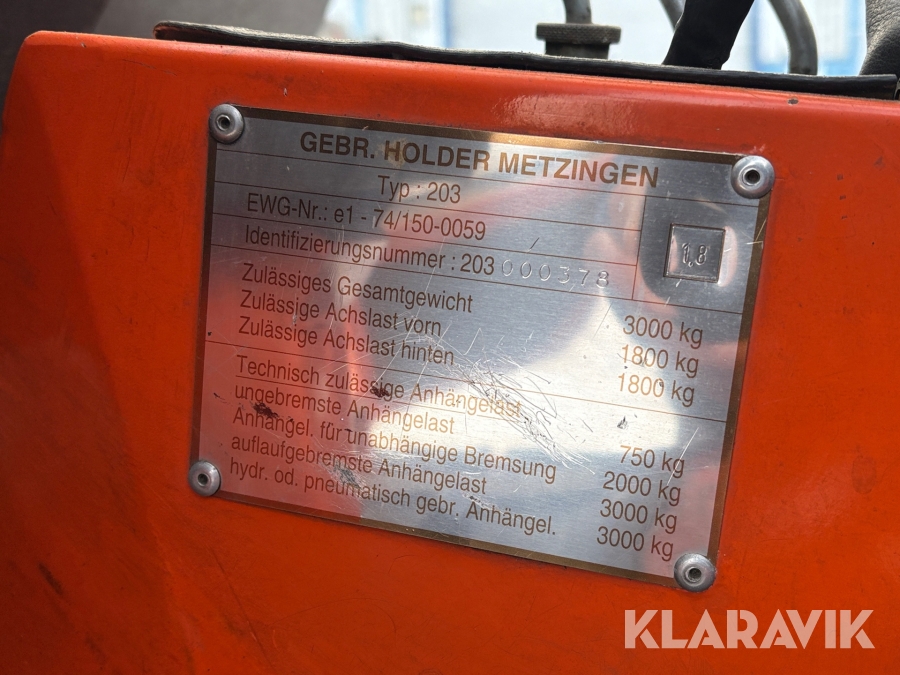 GEBR. HOLDER METZINGEN
Typ : 203
EWG-Nr.: e1 - 74/150-0059
Identifizierungsnummer : 203 000378
1,8
Zulässiges Gesamtgewicht 3000 kg
Zulässige Achslast vorn 1800 kg
Zulässige Achslast hinten 1800 kg
Technisch zulässige Anhängelast
ungebremste Anhängelast 750 kg
Anhängel. für unabhängige Bremsung 2000 kg
auflaufgebremste Anhängelast 3000 kg
hydr. od. pneumatisch gebr. Anhängel. 3000 kg
KLARAVIK